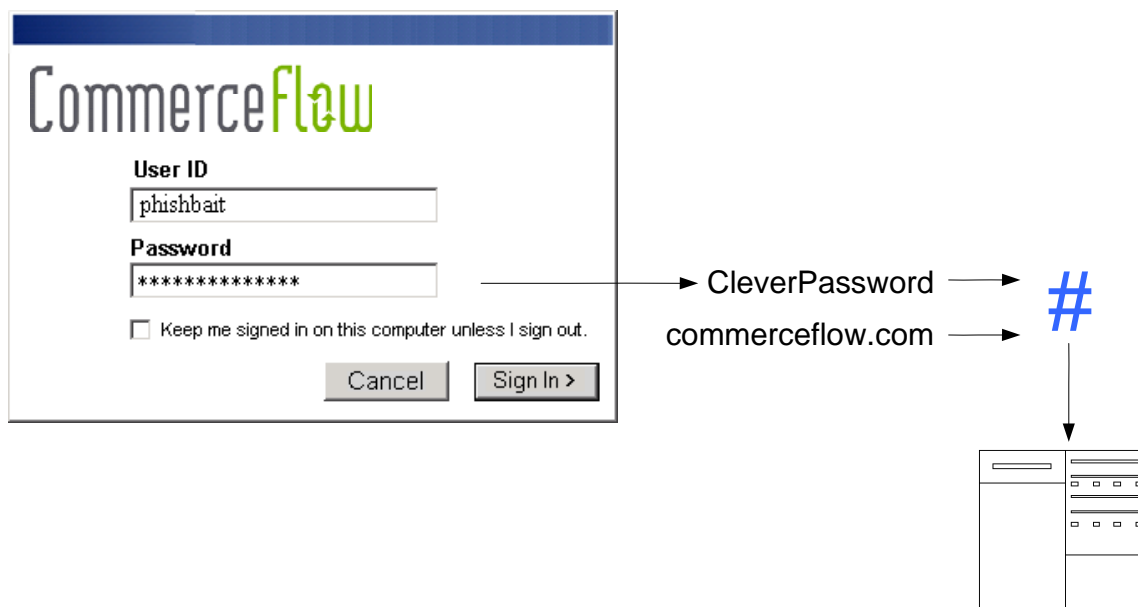 CommerceFlow
User ID
phishbait
Password
**************
CleverPassword
#
commerceflow.com
Keep me signed in on this computer unless I sign out.
Cancel
Sign In >